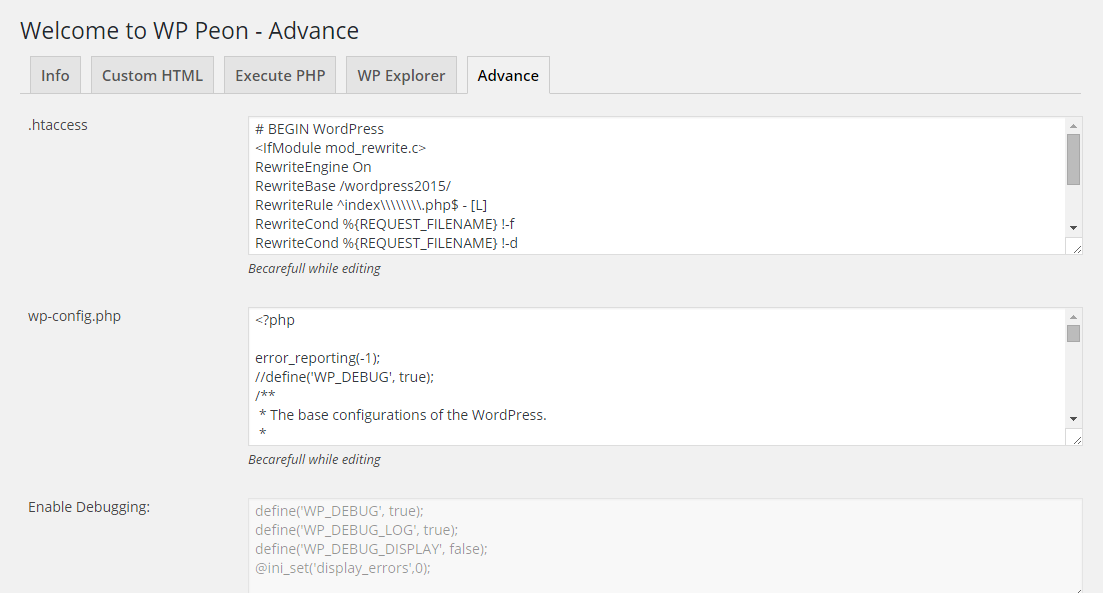 Welcome to WP Peon - Advance
Info Custom HTML Execute PHP WP Explorer Advance
.htaccess
# BEGIN WordPress
<IfModule mod_rewrite.c>
RewriteEngine On
RewriteBase /wordpress2015/
RewriteRule ^index\\\\\\\\.php$ - [L]
RewriteCond %{REQUEST_FILENAME} !-f
RewriteCond %{REQUEST_FILENAME} !-d
Becarefull while editing
wp-config.php
<?php
error_reporting(-1);
//define('WP_DEBUG', true);
/**
* The base configurations of the WordPress.
*
Becarefull while editing
Enable Debugging:
define('WP_DEBUG', true);
define('WP_DEBUG_LOG', true);
define('WP_DEBUG_DISPLAY', false);
@ini_set('display_errors',0);